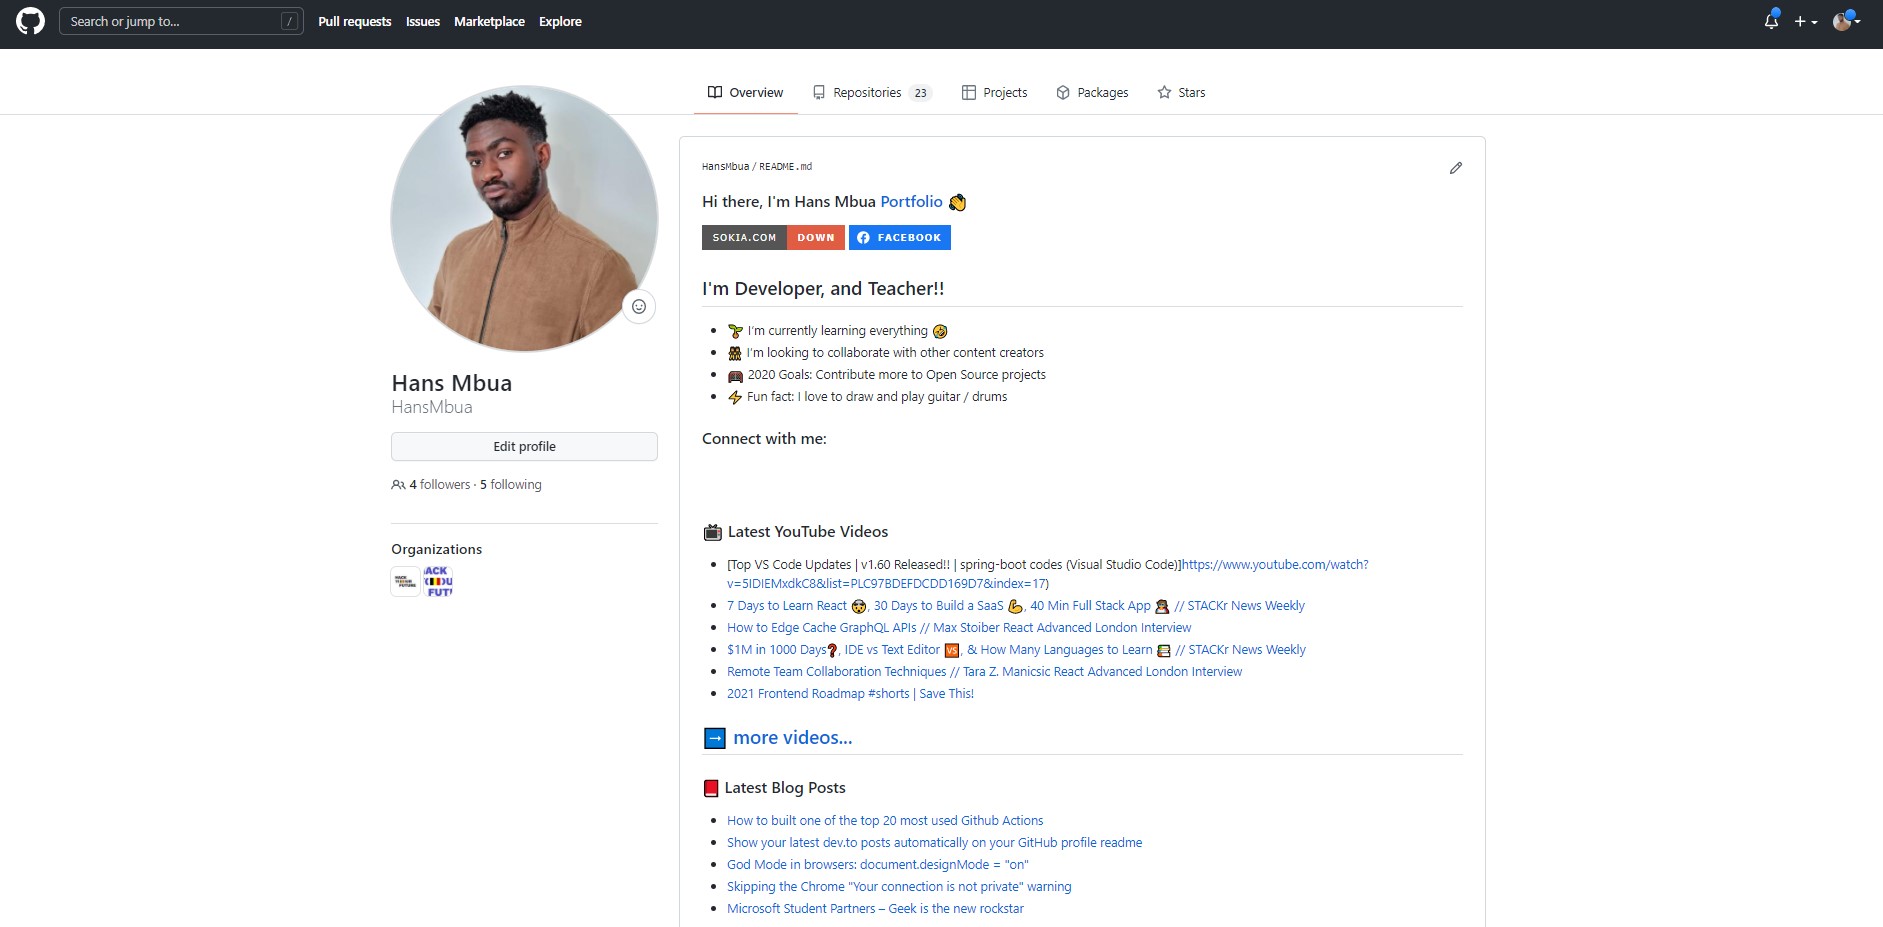 Search or jump to...
/
Pull requests
Issues
Marketplace
Explore
Overview
Repositories 23
Projects
Packages
Stars
Hans Mbua
HansMbua
Edit profile
4 followers · 5 following
Organizations
HansMbua / README.md
Hi there, I'm Hans Mbua Portfolio
SOKIA.COM DOWN
FACEBOOK
I'm Developer, and Teacher!!
I'm currently learning everything
I'm looking to collaborate with other content creators
2020 Goals: Contribute more to Open Source projects
Fun fact: I love to draw and play guitar / drums
Connect with me:
Latest YouTube Videos
[Top VS Code Updates | v1.60 Released!! | spring-boot codes (Visual Studio Code)]https://www.youtube.com/watch?
v=5IDIEMxdkC8&list=PLC97BDEFDCDD169D7&index=17)
7 Days to Learn React 🤯, 30 Days to Build a SaaS 💪, 40 Min Full Stack App // STACKr News Weekly
How to Edge Cache GraphQL APIs // Max Stoiber React Advanced London Interview
$1M in 1000 Days❓, IDE vs Text Editor 🆚, & How Many Languages to Learn 📚 // STACKr News Weekly
Remote Team Collaboration Techniques // Tara Z. Manicsic React Advanced London Interview
2021 Frontend Roadmap #shorts | Save This!
more videos...
Latest Blog Posts
How to built one of the top 20 most used Github Actions
Show your latest dev.to posts automatically on your GitHub profile readme
God Mode in browsers: document.designMode = "on"
Skipping the Chrome "Your connection is not private" warning
Microsoft Student Partners – Geek is the new rockstar